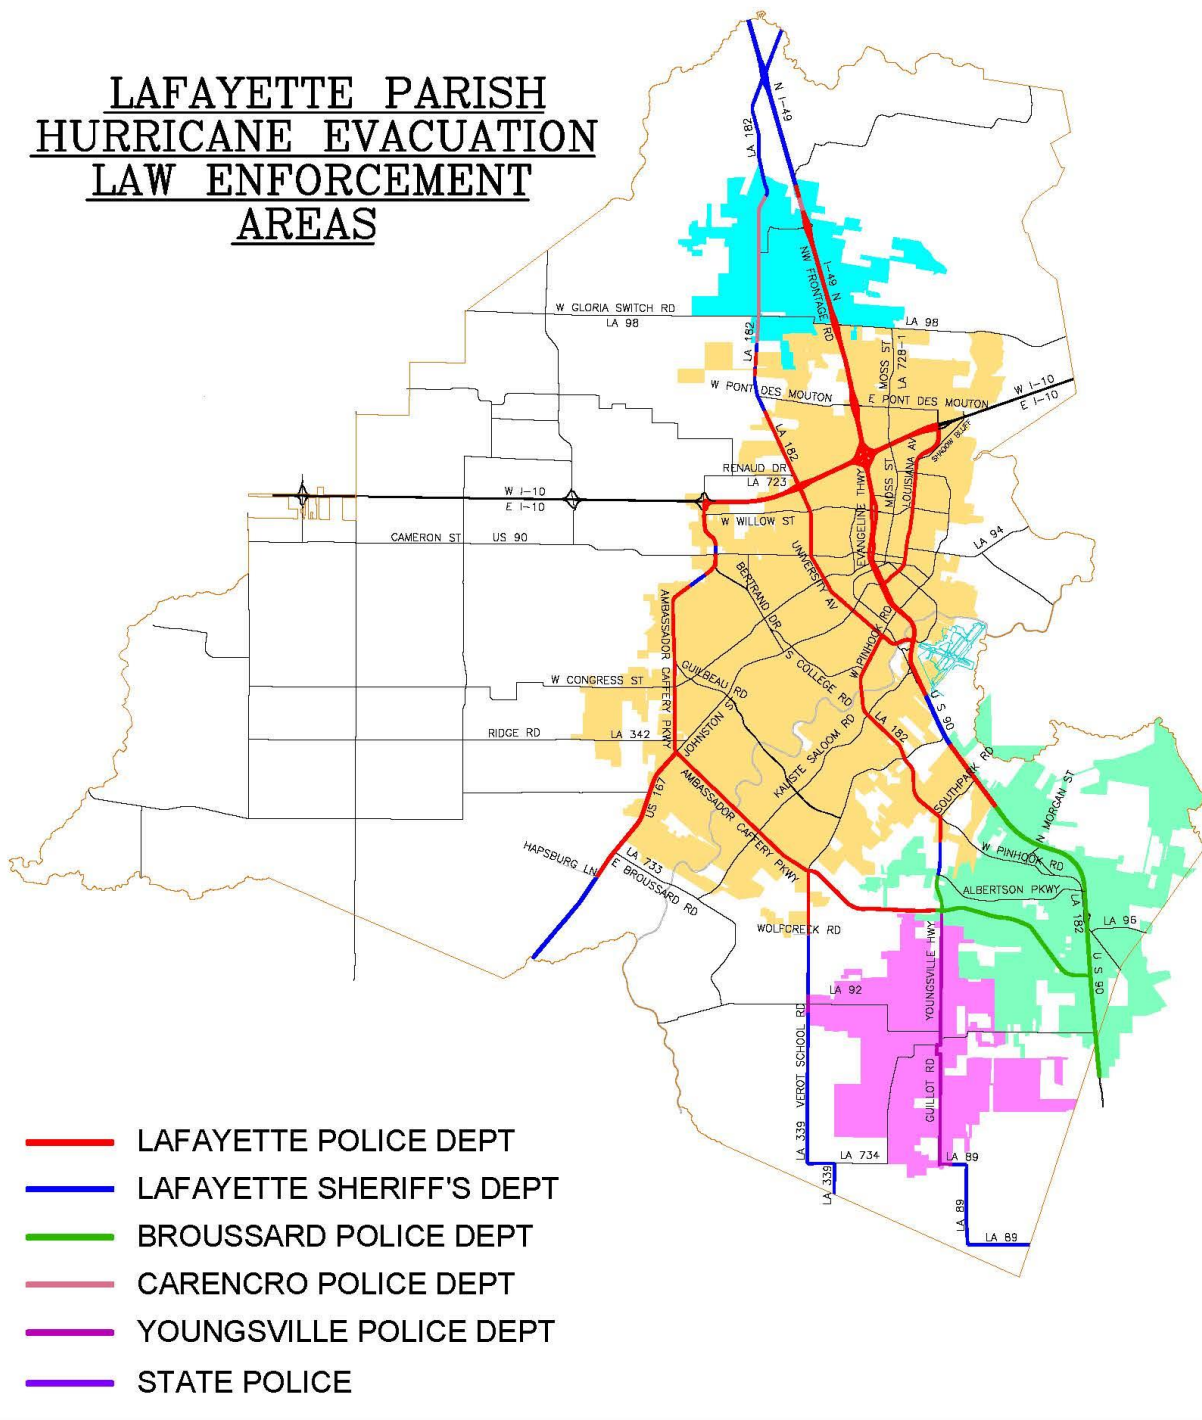 LAFAYETTE PARISH
HURRICANE EVACUATION
LAW ENFORCEMENT
AREAS
N I-49
LA 182
I-49 N
NW FRONTAGE RD
W GLORIA SWITCH RD
LA 98
LA 98
LA 182
MOSS ST
LA 728-1
W PONT DES MOUTON
E PONT DES MOUTON
W I-10
E I-10
LA 182
SHADOW BLUFF
RENAUD DR
LA 723
MOSS ST
LOUISIANA AV
EVANGELINE THWY
W I-10
E I-10
W WILLOW ST
CAMERON ST
US 90
LA 94
UNIVERSITY AV
BERTRAND DR
AMBASSADOR CAFFERY PKWY
W PINHOOK RD
S COLLEGE RD
GUILBEAU RD
W CONGRESS ST
U S 90
JOHNSTON ST
LA 182
KALISTE SALOOM RD
RIDGE RD
LA 342
SOUTHPARK RD
US 167
AMBASSADOR CAFFERY PKWY
N MORGAN ST
HAPSBURG LN
LA 733
E BROUSSARD RD
W PINHOOK RD
ALBERTSON PKWY
LA 182
LA 96
WOLFCREEK RD
YOUNGSVILLE HWY
U S 90
LA 92
VEROT SCHOOL RD
GUILLOT RD
LA 339
LA 734
LA 89
LA 339
LA 89
LA 89
LAFAYETTE POLICE DEPT
LAFAYETTE SHERIFF'S DEPT
BROUSSARD POLICE DEPT
CARENCRO POLICE DEPT
YOUNGSVILLE POLICE DEPT
STATE POLICE